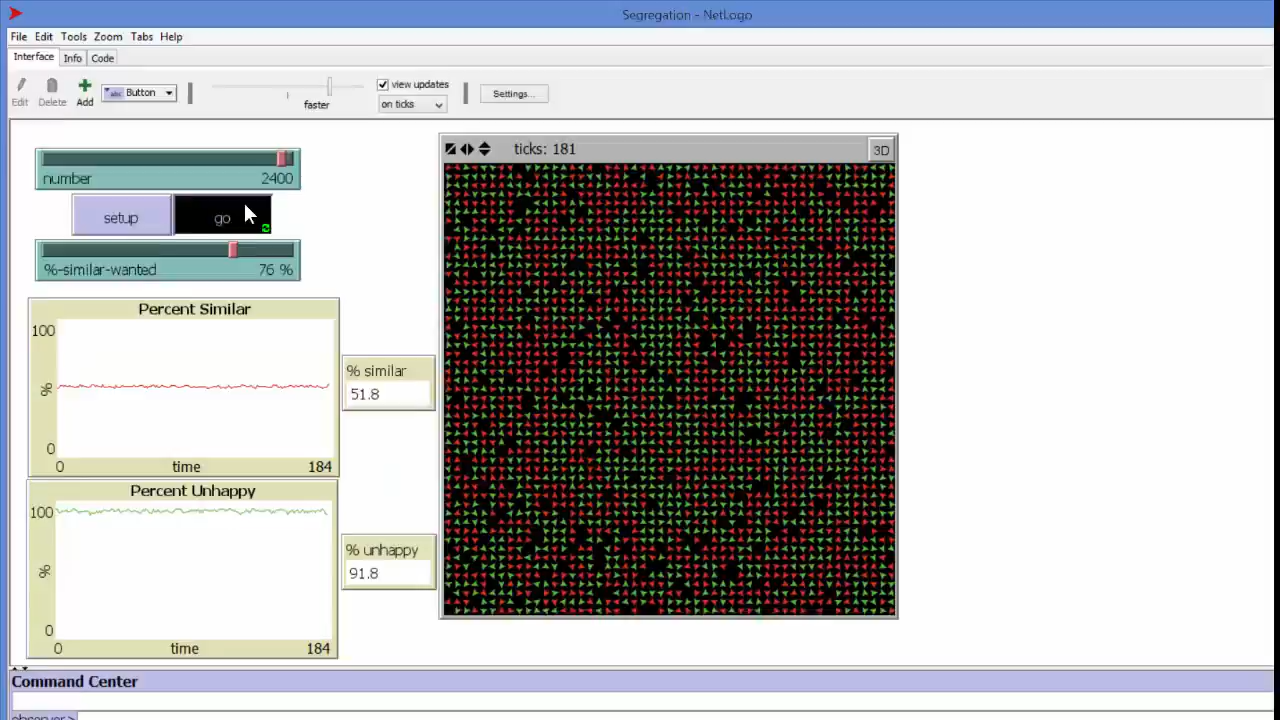 Segregation - NetLogo
File Edit Tools Zoom Tabs Help
Interface Info Code
Edit Delete Add abc Button faster view updates on ticks Settings...
ticks: 181 3D
number 2400
setup go
%-similar-wanted 76 %
Percent Similar
100
%
0
0 time 184
% similar
51.8
Percent Unhappy
100
%
0
0 time 184
% unhappy
91.8
Command Center
observer>